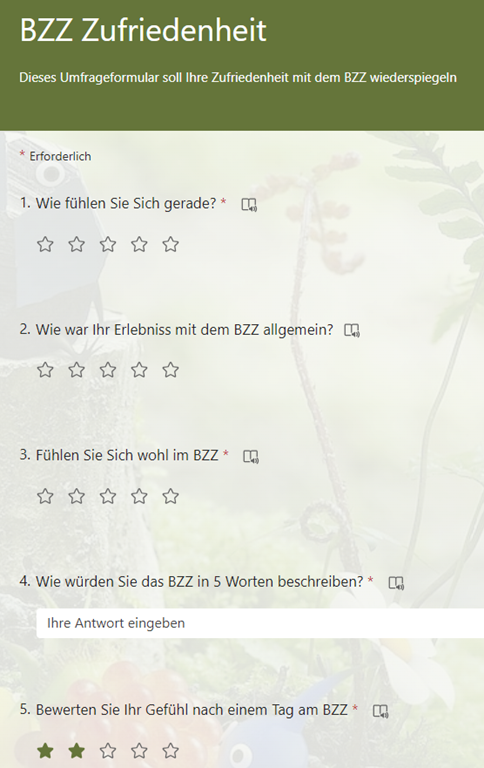 BZZ Zufriedenheit
Dieses Umfrageformular soll Ihre Zufriedenheit mit dem BZZ wiederspiegeln
* Erforderlich
1. Wie fühlen Sie Sich gerade? *
2. Wie war Ihr Erlebniss mit dem BZZ allgemein?
3. Fühlen Sie Sich wohl im BZZ *
4. Wie würden Sie das BZZ in 5 Worten beschreiben? *
Ihre Antwort eingeben
5. Bewerten Sie Ihr Gefühl nach einem Tag am BZZ *